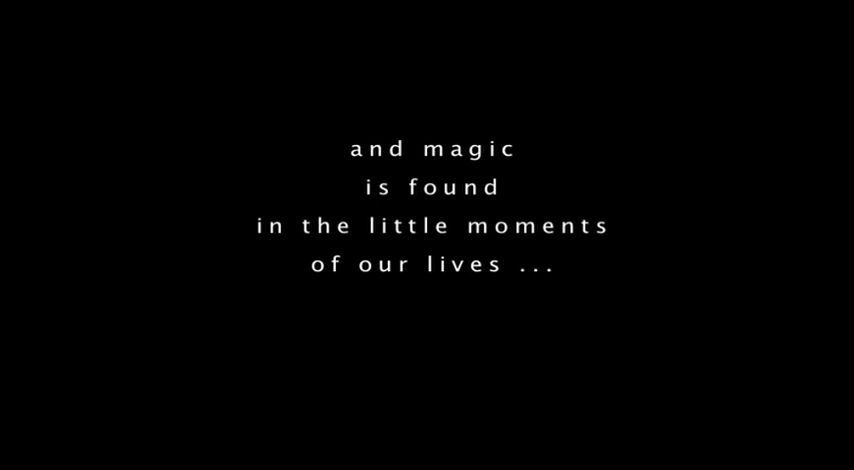 and magic
is found
in the little moments
of our lives ...